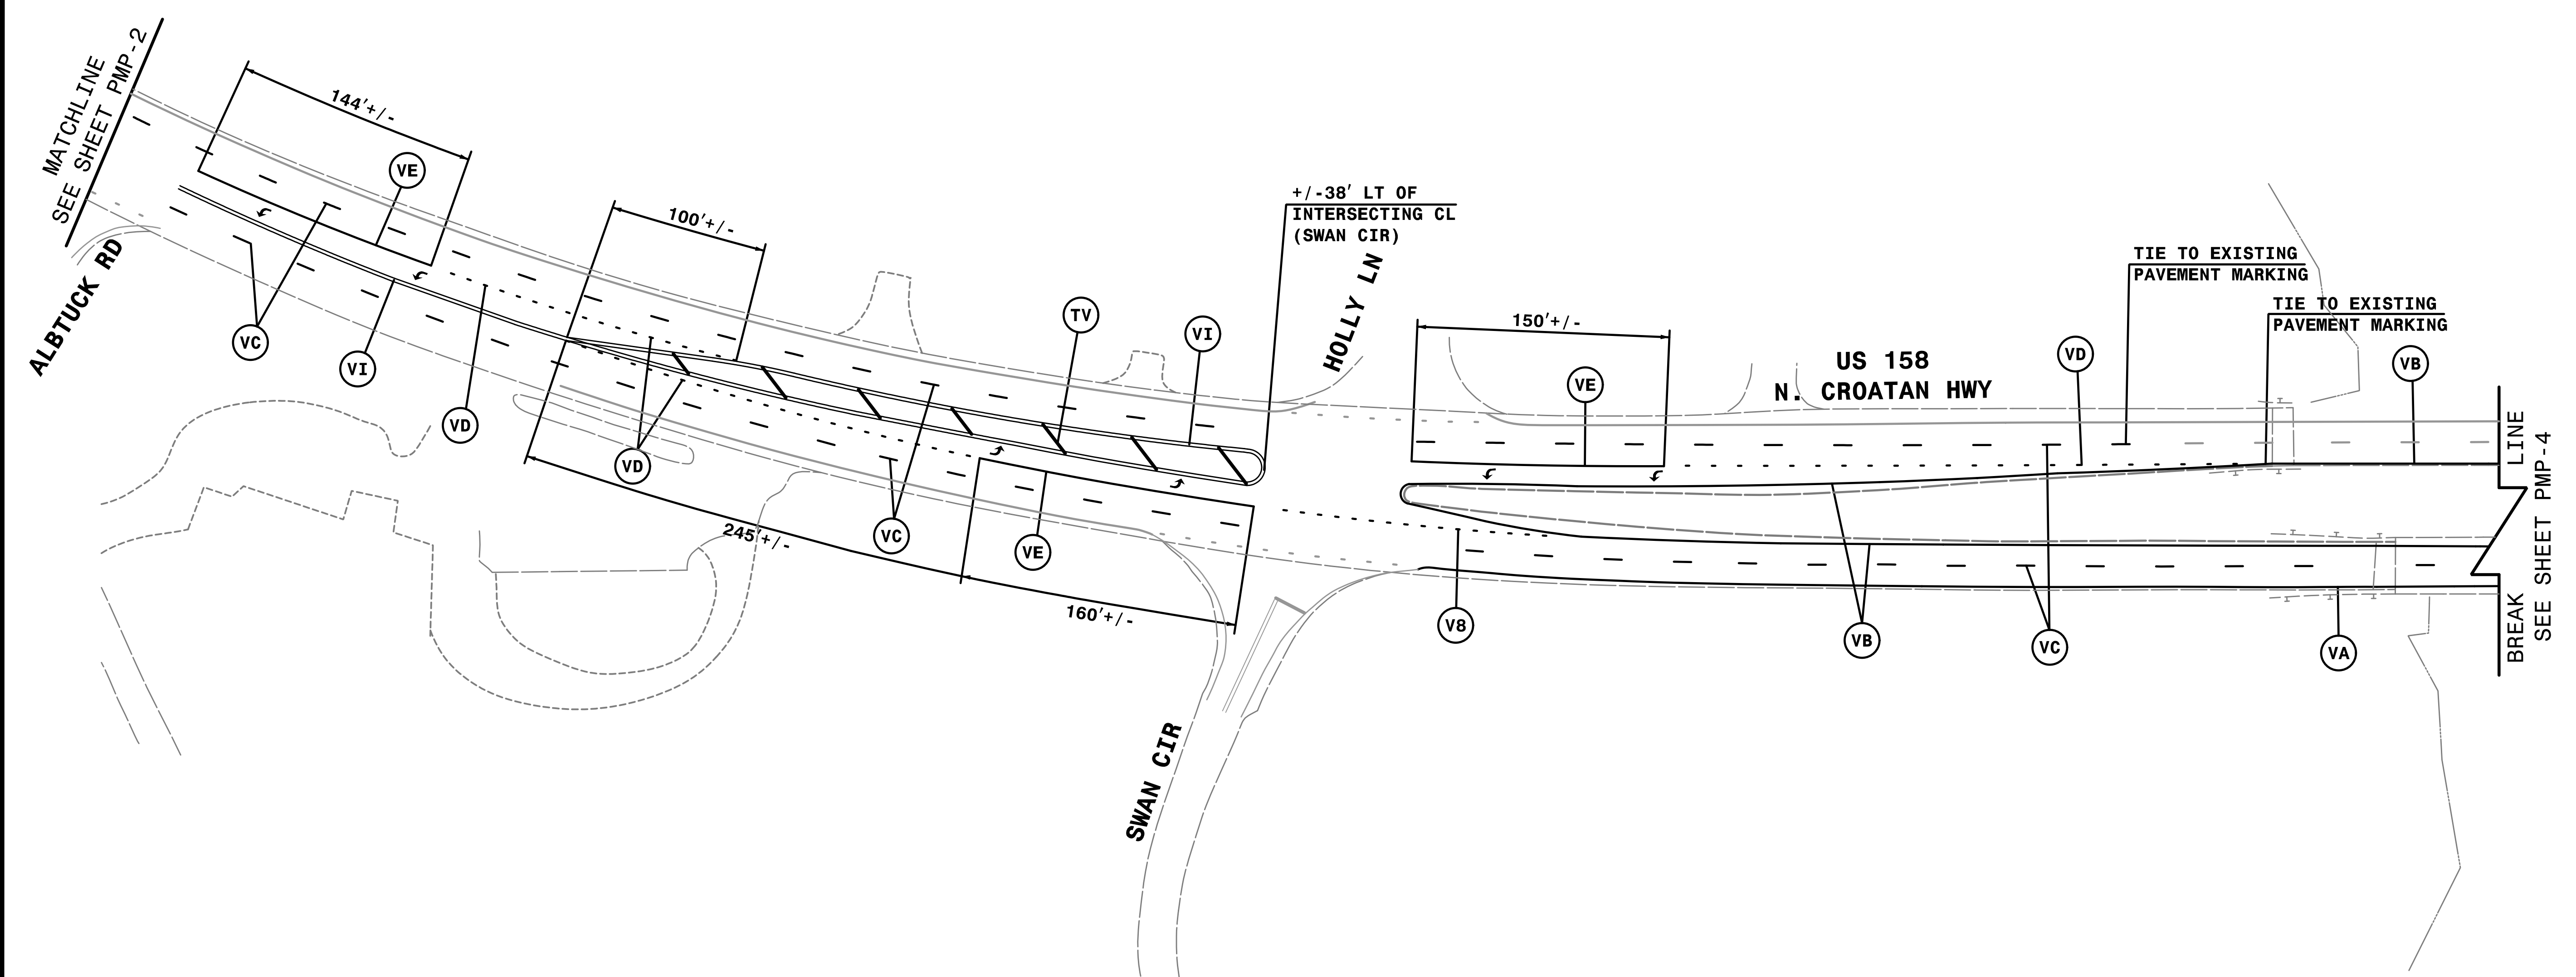 MATCHLINE
SEE SHEET PMP-2
ALBTUCK RD
144'+/-
VE
VC
VI
VD
100'+/-
VD
245'+/-
VC
VE
160'+/-
TV
VI
+/-38' LT OF
INTERSECTING CL
(SWAN CIR)
HOLLY LN
SWAN CIR
150'+/-
VE
V8
US 158
N. CROATAN HWY
VD
TIE TO EXISTING
PAVEMENT MARKING
TIE TO EXISTING
PAVEMENT MARKING
VB
VB
VC
VA
BREAK LINE
SEE SHEET PMP-4